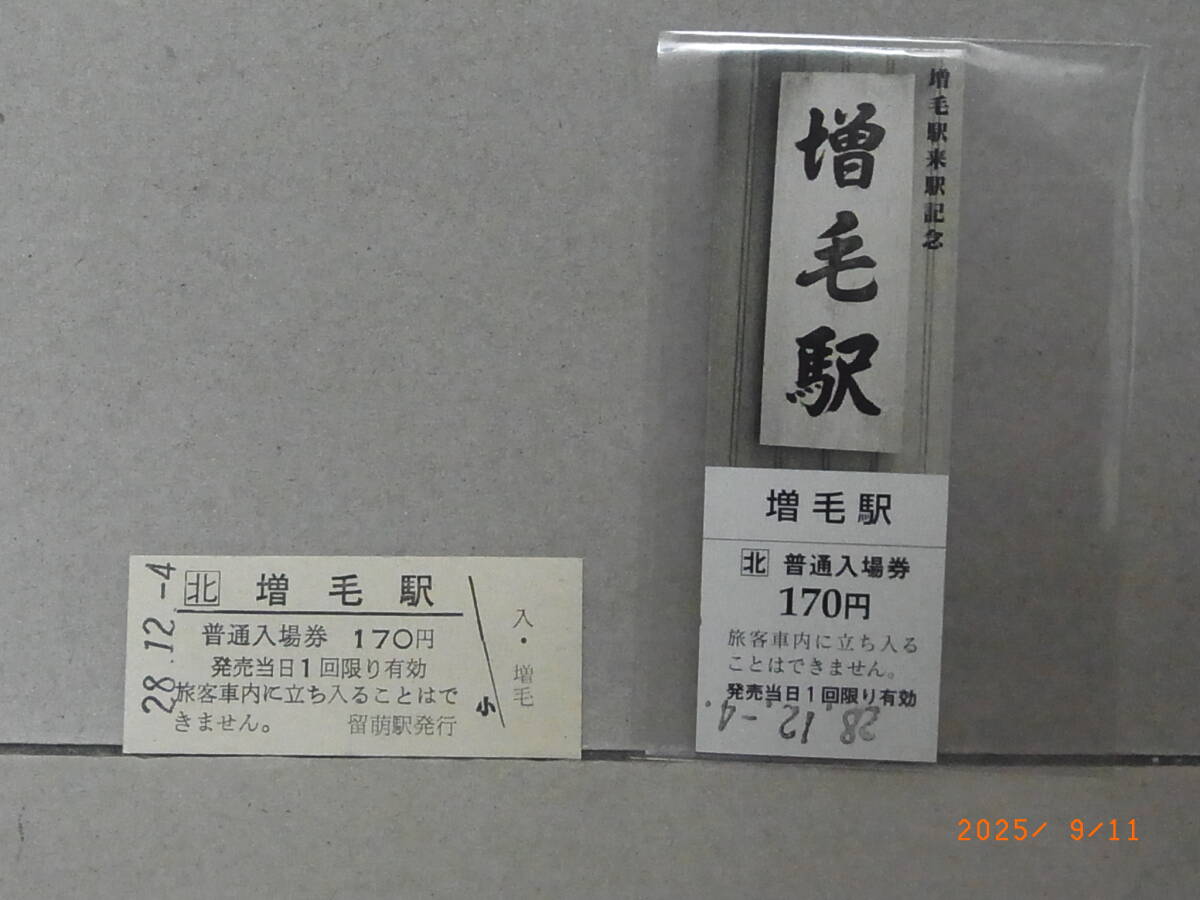 28.12.-4
北 増毛駅
普通入場券 170円
発売当日1回限り有効
旅客車内に立ち入ることはで
きません。 留萌駅発行
小
入・増毛
増毛駅来駅記念
増毛駅
増毛駅
北 普通入場券
170円
旅客車内に立ち入る
ことはできません。
発売当日1回限り有効
28.12.-4.
2025/ 9/11